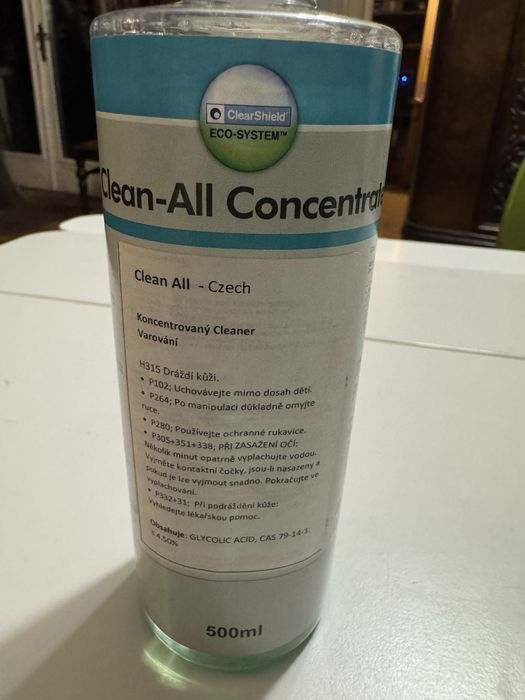 ClearShield®
ECO-SYSTEM™
Clean-All Concentrate
Clean All - Czech
Koncentrovaný Cleaner
Varování
H315 Dráždí kůži.
• P102; Uchovávejte mimo dosah dětí.
• P264; Po manipulaci důkladně omyjte
ruce.
• P280; Používejte ochranné rukavice.
• P305+351+338; PŘI ZASAŽENÍ OČÍ:
Několik minut opatrně vyplachujte vodou.
Vyjměte kontaktní čočky, jsou-li nasazeny a
pokud je lze vyjmout snadno. Pokračujte ve
vyplachování.
• P332+31; Při podráždění kůže:
Vyhledejte lékařskou pomoc.
Obsahuje: GLYCOLIC ACID, CAS 79-14-1:
≤ 4,50%
500ml